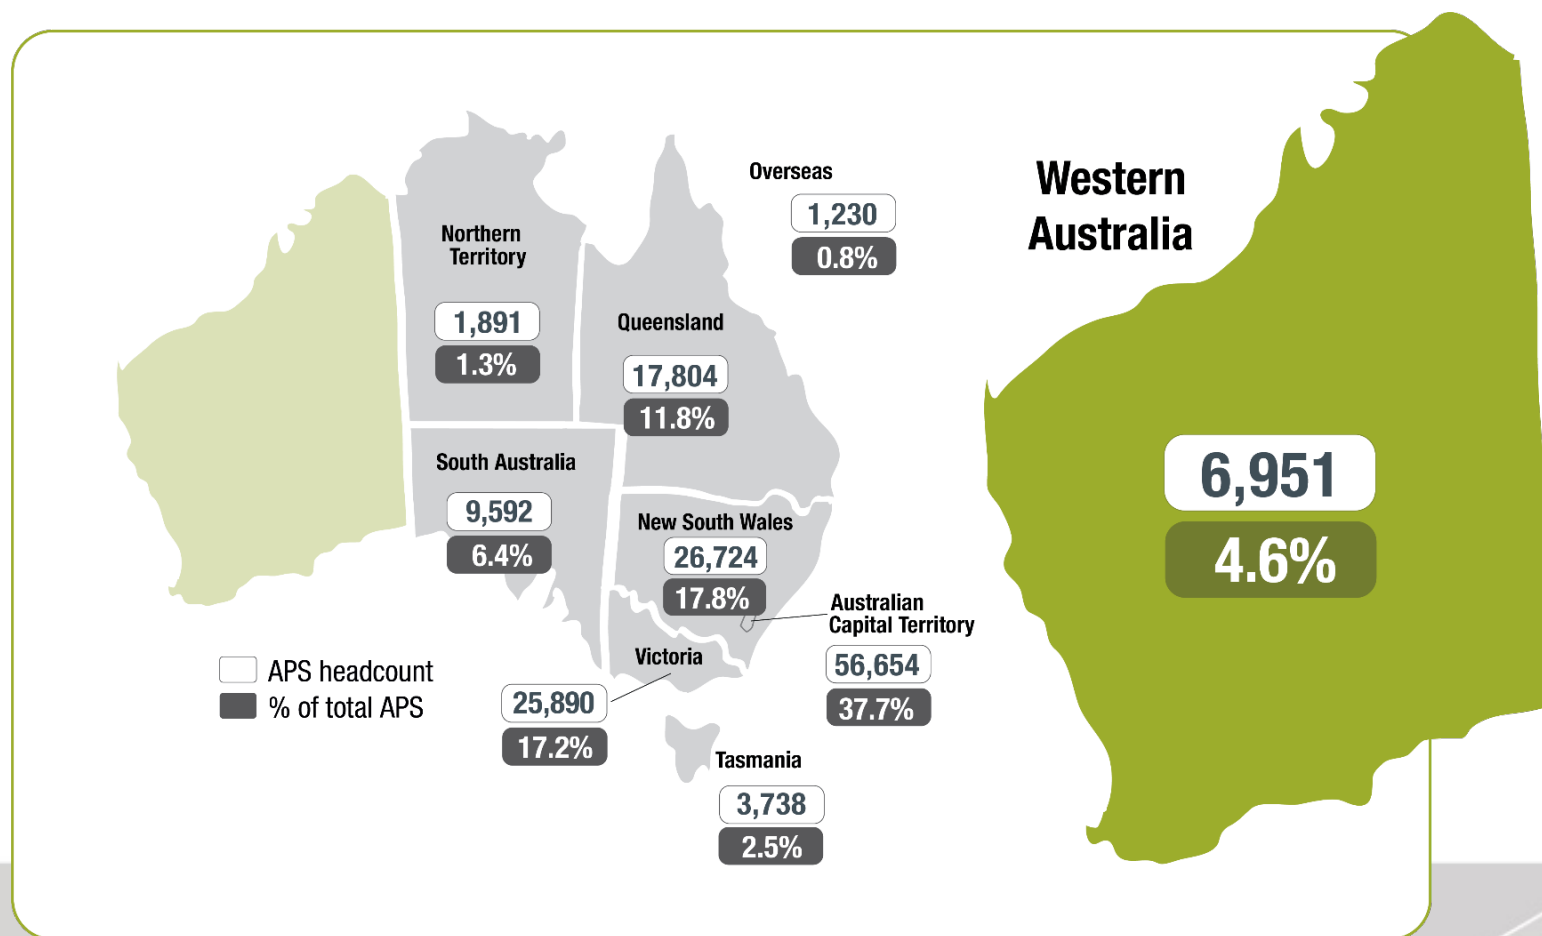 Overseas
1,230
0.8%
Western
Australia
Northern
Territory
1,891
1.3%
Queensland
17,804
11.8%
South Australia
9,592
6.4%
New South Wales
26,724
17.8%
6,951
4.6%
Australian
Capital Territory
56,654
37.7%
Victoria
25,890
17.2%
APS headcount
% of total APS
Tasmania
3,738
2.5%